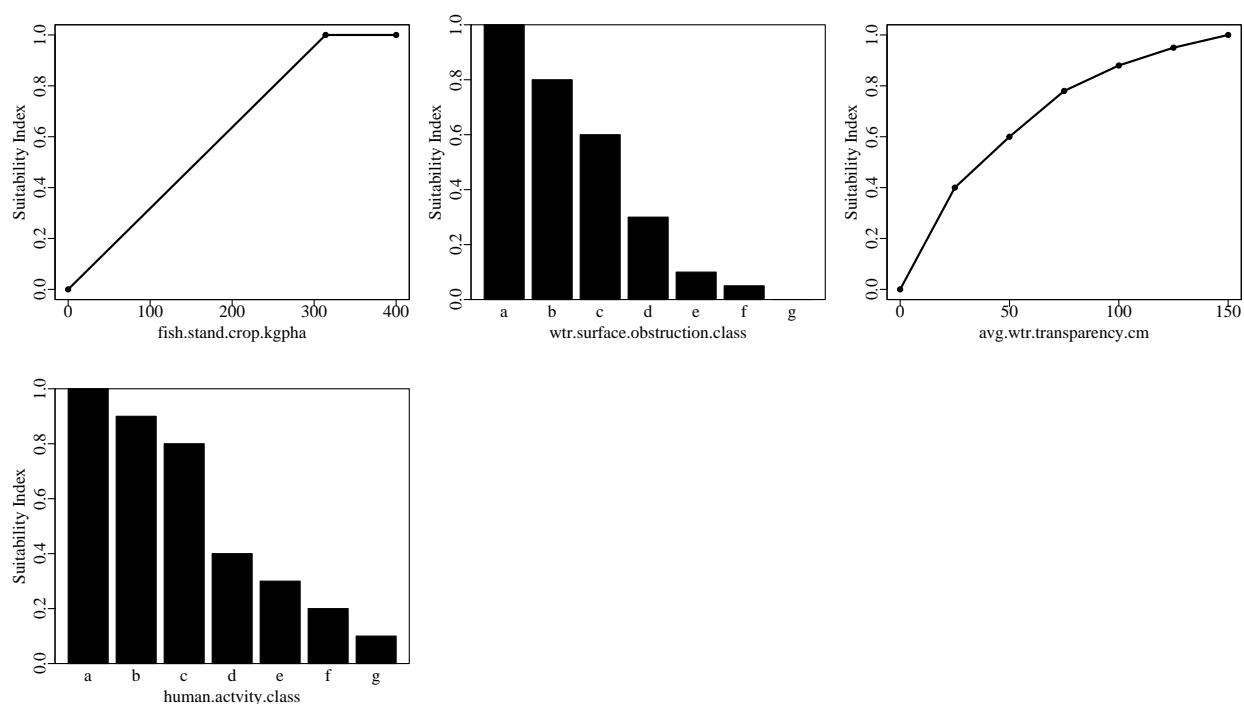 Suitability Index
0.0 0.2 0.4 0.6 0.8 1.0
0 100 200 300 400
fish.stand.crop.kgpha
Suitability Index
0.0 0.2 0.4 0.6 0.8 1.0
a b c d e f g
wtr.surface.obstruction.class
Suitability Index
0.0 0.2 0.4 0.6 0.8 1.0
0 50 100 150
avg.wtr.transparency.cm
Suitability Index
0.0 0.2 0.4 0.6 0.8 1.0
a b c d e f g
human.actvity.class